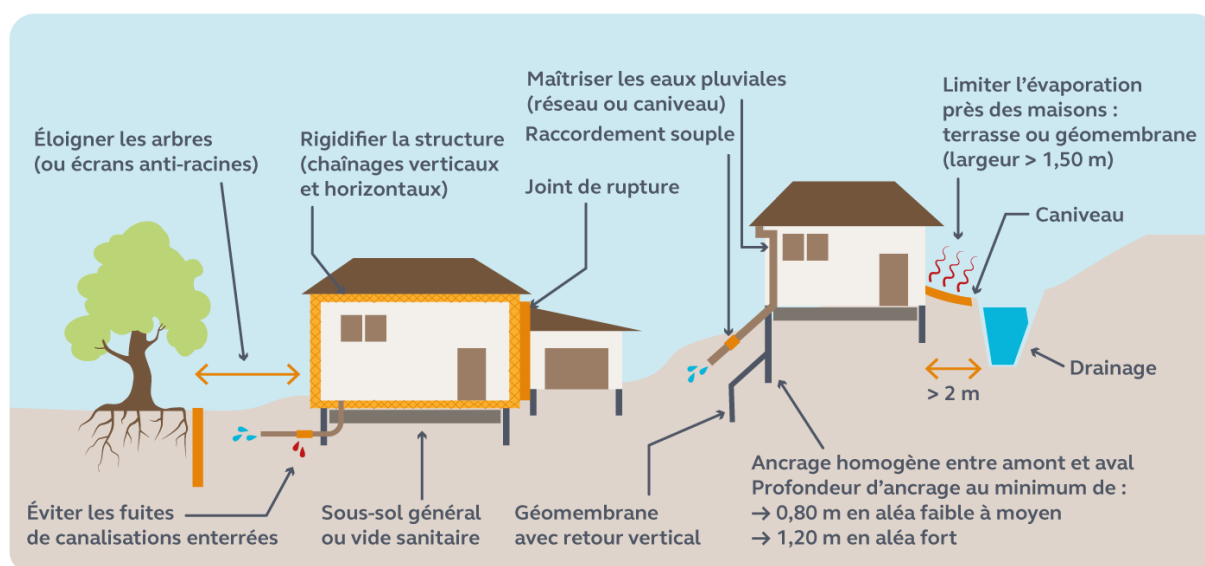 Éloigner les arbres
(ou écrans anti-racines)
Rigidifier la structure
(chaînages verticaux
et horizontaux)
Maîtriser les eaux pluviales
(réseau ou caniveau)
Raccordement souple
Joint de rupture
Limiter l’évaporation
près des maisons :
terrasse ou géomembrane
(largeur > 1,50 m)
Caniveau
Drainage
> 2 m
Éviter les fuites
de canalisations enterrées
Sous-sol général
ou vide sanitaire
Géomembrane
avec retour vertical
Ancrage homogène entre amont et aval
Profondeur d’ancrage au minimum de :
→ 0,80 m en aléa faible à moyen
→ 1,20 m en aléa fort